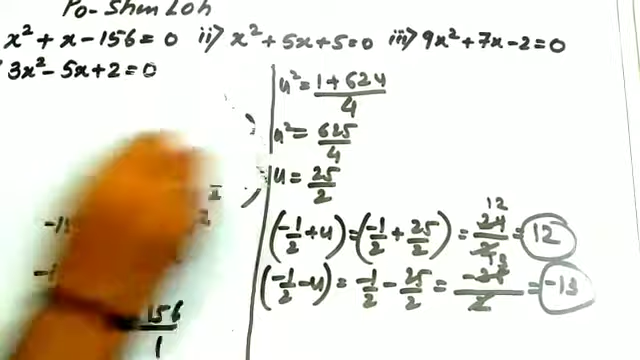 Po-Shen Loh
x² + x - 156 = 0 ii) x² + 5x + 5 = 0 iii) 9x² + 7x - 2 = 0
3x² - 5x + 2 = 0
u² = (1 + 624)/4
u² = 625/4
u = 25/2
(-1/2 + u) = (-1/2 + 25/2) = 24/2 = 12
(-1/2 - u) = -1/2 - 25/2 = /2 = -13
156/1